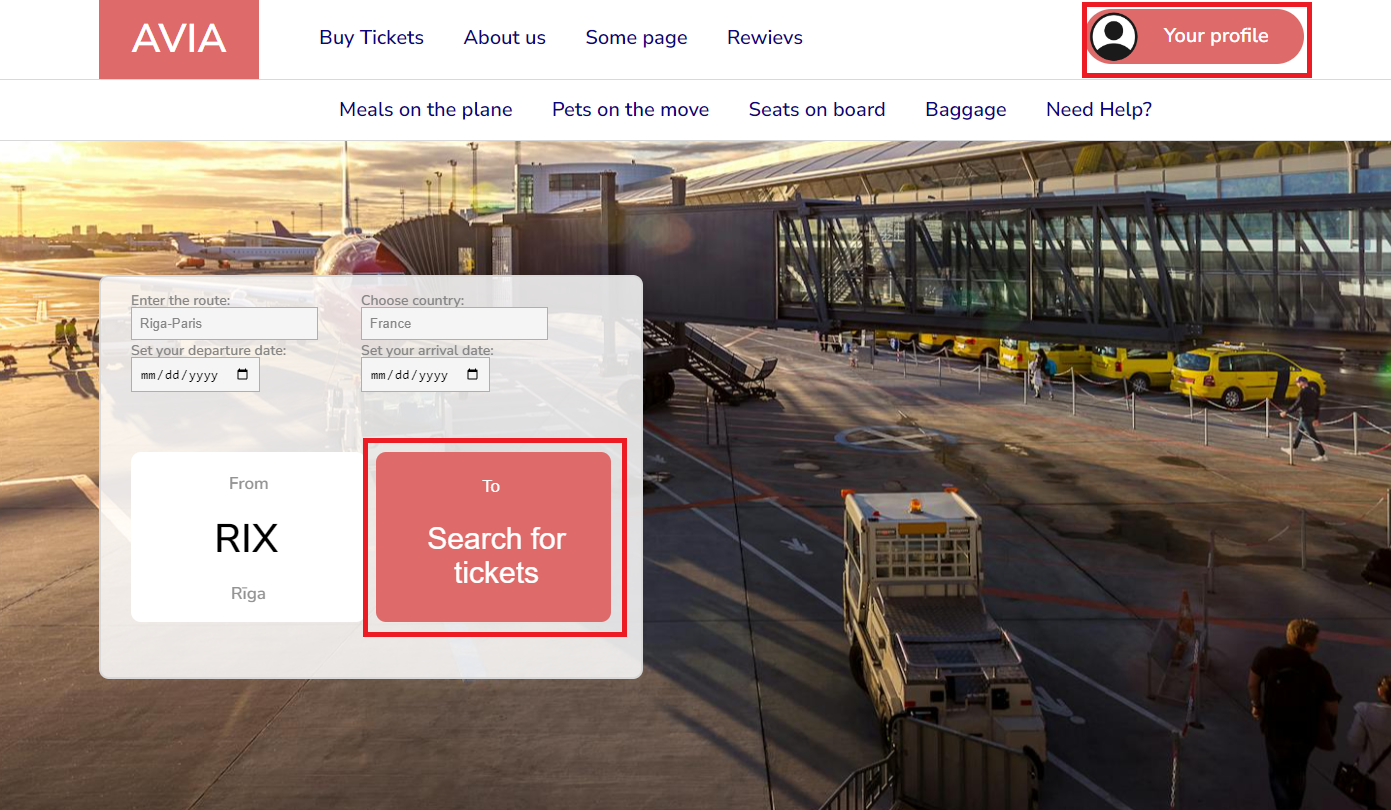 AVIA
Buy Tickets
About us
Some page
Rewievs
Your profile
Meals on the plane
Pets on the move
Seats on board
Baggage
Need Help?
Enter the route:
Choose country:
Riga-Paris
France
Set your departure date:
Set your arrival date:
mm/dd/yyyy
mm/dd/yyyy
From
RIX
Rīga
To
Search for
tickets